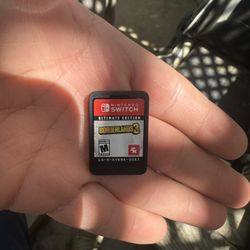 NINTENDO
SWITCH
ULTIMATE EDITION
BORDERLANDS 3
M
2K